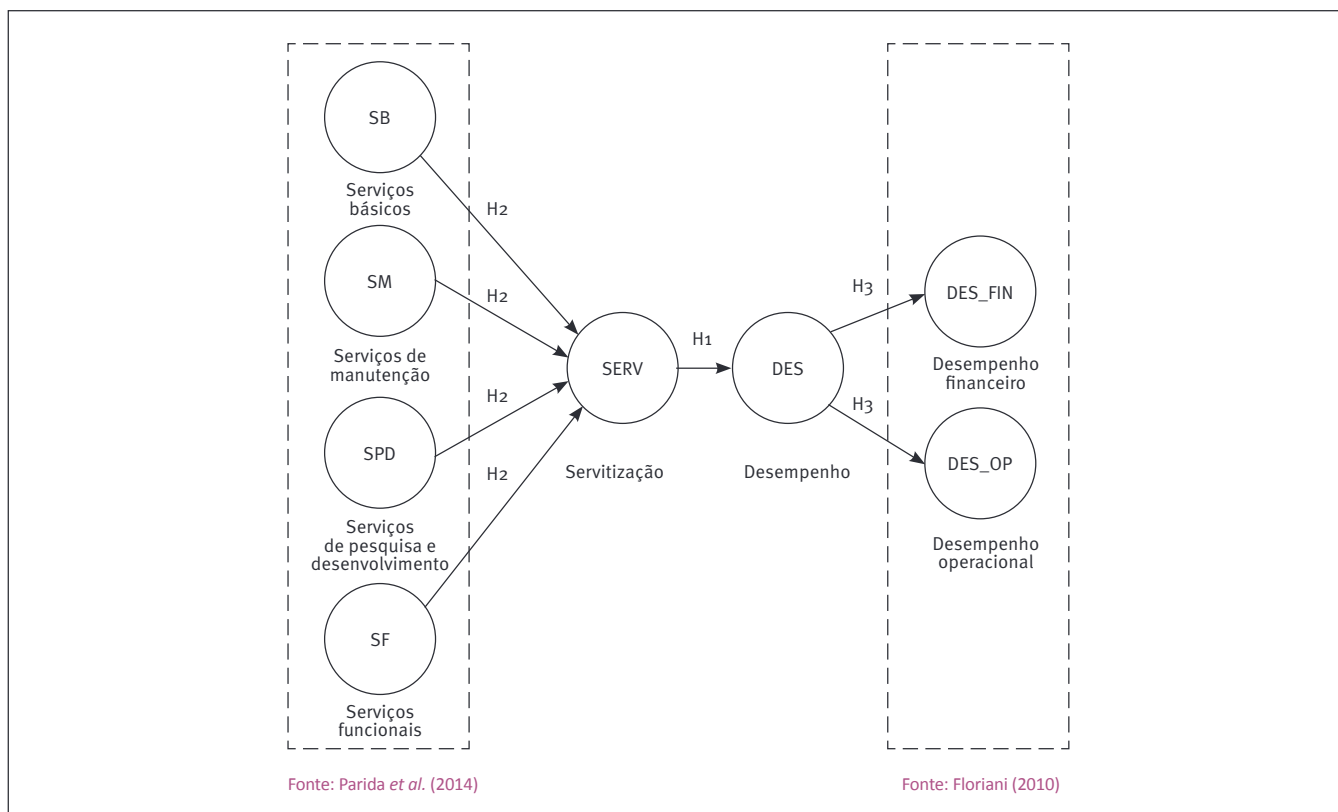 SB
Serviços
básicos
H2
SM
Serviços de
manutenção
H2
SPD
Serviços
de pesquisa e
desenvolvimento
H2
SF
Serviços
funcionais
H2
SERV
Servitização
H1
DES
Desempenho
H3
DES_FIN
Desempenho
financeiro
H3
DES_OP
Desempenho
operacional
Fonte: Parida et al. (2014)
Fonte: Floriani (2010)